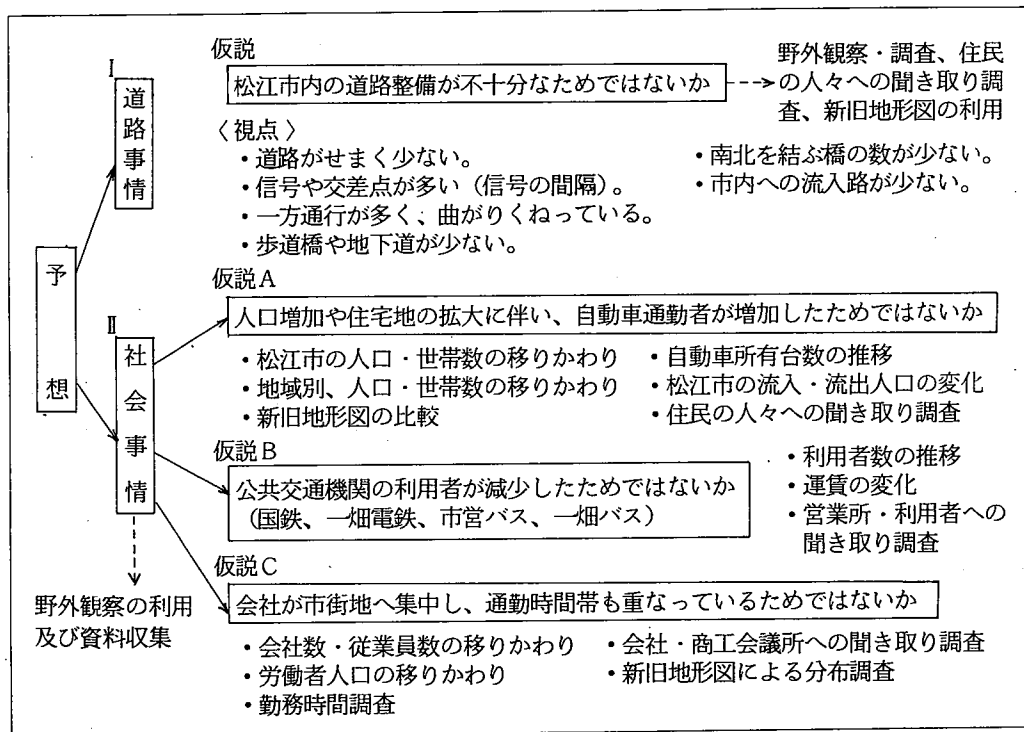 予想
Ⅰ
道路事情
仮説
松江市内の道路整備が不十分なためではないか
野外観察・調査、住民
の人々への聞き取り調
査、新旧地形図の利用
〈視点〉
・道路がせまく少ない。
・信号や交差点が多い（信号の間隔）。
・一方通行が多く、曲がりくねっている。
・歩道橋や地下道が少ない。
・南北を結ぶ橋の数が少ない。
・市内への流入路が少ない。
Ⅱ
社会事情
仮説A
人口増加や住宅地の拡大に伴い、自動車通勤者が増加したためではないか
・松江市の人口・世帯数の移りかわり
・地域別、人口・世帯数の移りかわり
・新旧地形図の比較
・自動車所有台数の推移
・松江市の流入・流出人口の変化
・住民の人々への聞き取り調査
仮説B
公共交通機関の利用者が減少したためではないか
（国鉄、一畑電鉄、市営バス、一畑バス）
・利用者数の推移
・運賃の変化
・営業所・利用者への
聞き取り調査
仮説C
会社が市街地へ集中し、通勤時間帯も重なっているためではないか
・会社数・従業員数の移りかわり
・労働者人口の移りかわり
・勤務時間調査
・会社・商工会議所への聞き取り調査
・新旧地形図による分布調査
野外観察の利用
及び資料収集